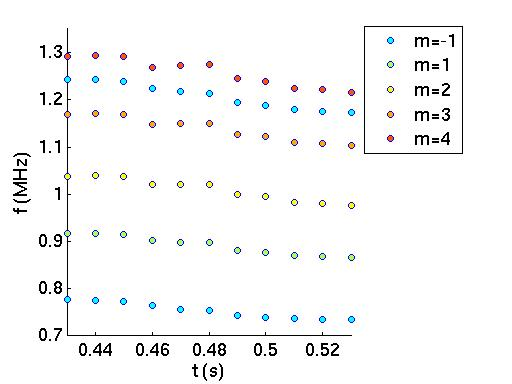 1.3
1.2
1.1
1
0.9
0.8
0.7
f (MHz)
0.44 0.46 0.48 0.5 0.52
t (s)
m=-1
m=1
m=2
m=3
m=4